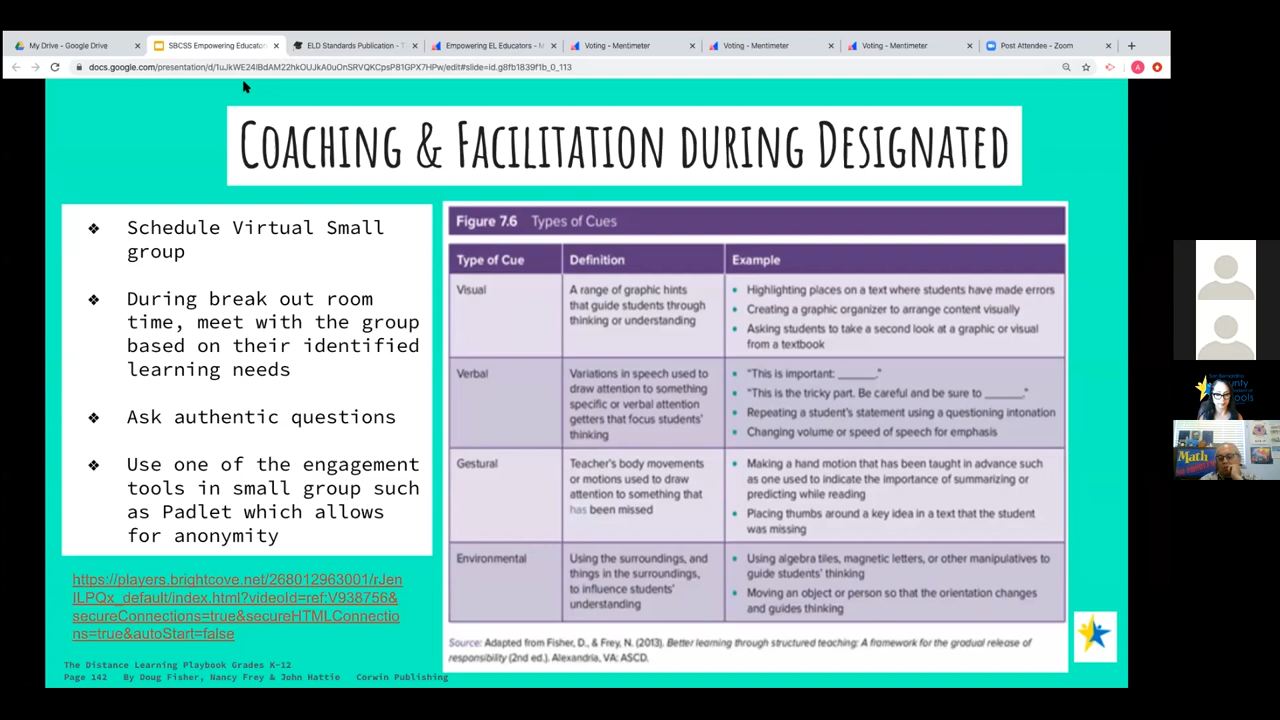 My Drive - Google Drive
SBCSS Empowering Educator
ELD Standards Publication - T
Empowering EL Educators - M
Voting - Mentimeter
Voting - Mentimeter
Voting - Mentimeter
Post Attendee - Zoom
docs.google.com/presentation/d/1uJkWE24lBdAM22hkOUJkA0uOnSRVQKCpsP81GPX7HPw/edit#slide=id.g8fb1839f1b_0_113
A
COACHING & FACILITATION DURING DESIGNATED
❖ Schedule Virtual Small
group
❖ During break out room
time, meet with the group
based on their identified
learning needs
❖ Ask authentic questions
❖ Use one of the engagement
tools in small group such
as Padlet which allows
for anonymity
https://players.brightcove.net/268012963001/rJen
ILPQx_default/index.html?videoId=ref:V938756&
secureConnections=true&secureHTMLConnectio
ns=true&autoStart=false
The Distance Learning Playbook Grades K-12
Page 142 By Doug Fisher, Nancy Frey & John Hattie Corwin Publishing
Figure 7.6 Types of Cues
Type of Cue Definition Example
Visual
A range of graphic hints
that guide students through
thinking or understanding
• Highlighting places on a text where students have made errors
• Creating a graphic organizer to arrange content visually
• Asking students to take a second look at a graphic or visual
from a textbook
Verbal
Variations in speech used to
draw attention to something
specific or verbal attention
getters that focus students'
thinking
• "This is important: ______."
• "This is the tricky part. Be careful and be sure to ______."
• Repeating a student's statement using a questioning intonation
• Changing volume or speed of speech for emphasis
Gestural
Teacher's body movements
or motions used to draw
attention to something that
has been missed
• Making a hand motion that has been taught in advance such
as one used to indicate the importance of summarizing or
predicting while reading
• Placing thumbs around a key idea in a text that the student
was missing
Environmental
Using the surroundings, and
things in the surroundings,
to influence students'
understanding
• Using algebra tiles, magnetic letters, or other manipulatives to
guide students' thinking
• Moving an object or person so that the orientation changes
and guides thinking
Source: Adapted from Fisher, D., & Frey, N. (2013). Better learning through structured teaching: A framework for the gradual release of
responsibility (2nd ed.). Alexandria, VA: ASCD.
Math